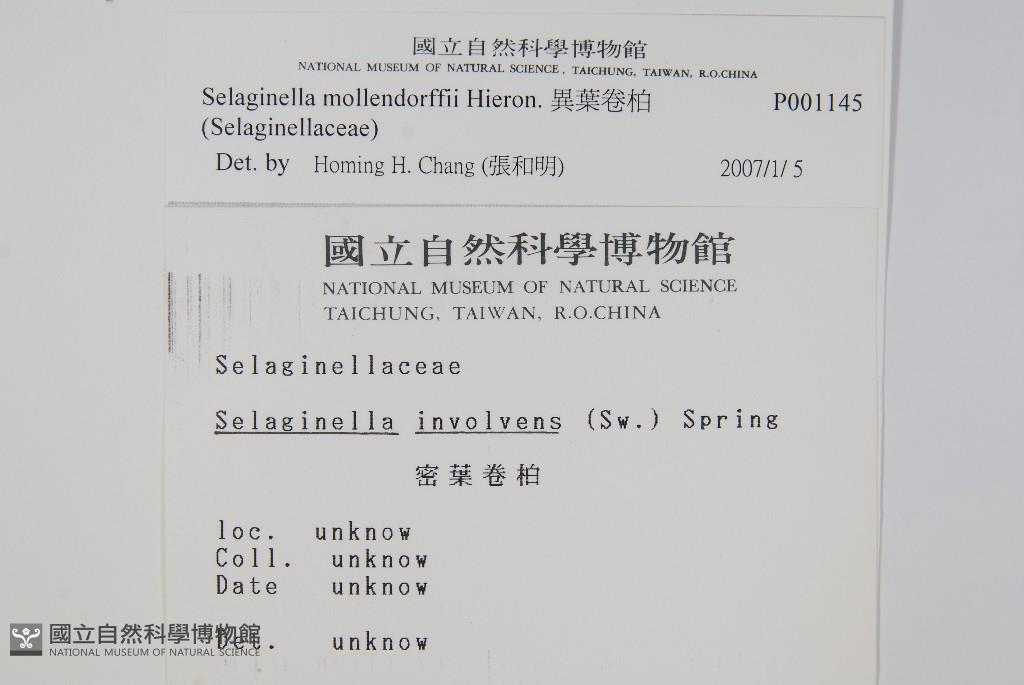 國立自然科學博物館
NATIONAL MUSEUM OF NATURAL SCIENCE, TAICHUNG, TAIWAN, R.O.CHINA
Selaginella mollendorffii Hieron. 異葉卷柏 P001145
(Selaginellaceae)
Det. by Homing H. Chang (張和明) 2007/1/ 5
國立自然科學博物館
NATIONAL MUSEUM OF NATURAL SCIENCE
TAICHUNG, TAIWAN, R.O.CHINA
Selaginellaceae
Selaginella involvens (Sw.) Spring
密葉卷柏
loc. unknow
Coll. unknow
Date unknow
Det. unknow
國立自然科學博物館
NATIONAL MUSEUM OF NATURAL SCIENCE